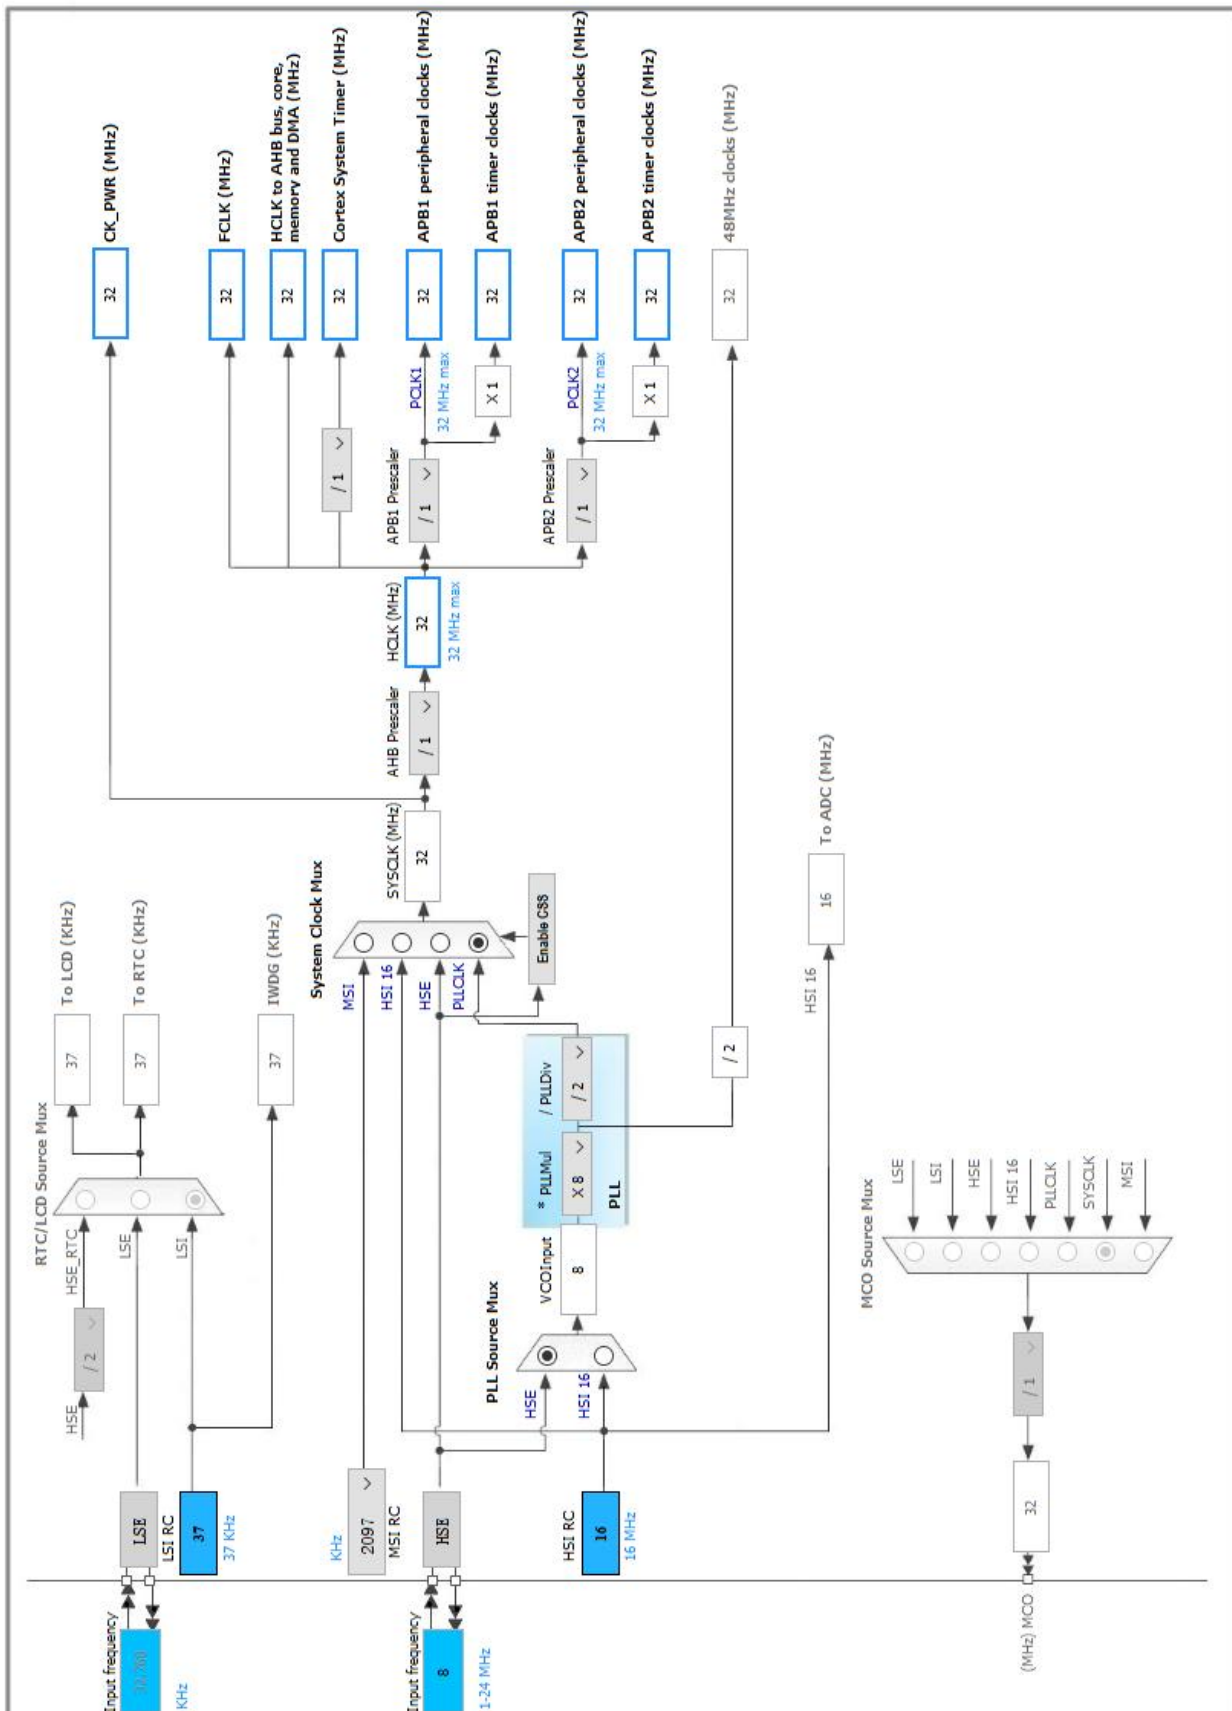 Input frequency
32.768
KHz
LSE
LSI RC
37
37 KHz
HSE
/ 2
HSE_RTC
LSE
LSI
RTC/LCD Source Mux
37
To LCD (KHz)
37
To RTC (KHz)
37
IWDG (KHz)
KHz
2097
MSI RC
Input frequency
8
1-24 MHz
HSE
HSI RC
16
16 MHz
PLL Source Mux
HSE
HSI 16
VCOInput
8
* PLLMul
X 8
/ PLLDiv
/ 2
PLL
System Clock Mux
MSI
HSI 16
HSE
PLLCLK
Enable CSS
SYSCLK (MHz)
32
AHB Prescaler
/ 1
HCLK (MHz)
32
32 MHz max
32
CK_PWR (MHz)
32
FCLK (MHz)
32
HCLK to AHB bus, core,
memory and DMA (MHz)
/ 1
32
Cortex System Timer (MHz)
APB1 Prescaler
/ 1
PCLK1
32 MHz max
32
APB1 peripheral clocks (MHz)
X 1
32
APB1 timer clocks (MHz)
APB2 Prescaler
/ 1
PCLK2
32 MHz max
32
APB2 peripheral clocks (MHz)
X 1
32
APB2 timer clocks (MHz)
/ 2
32
48MHz clocks (MHz)
HSI 16
16
To ADC (MHz)
MCO Source Mux
LSE
LSI
HSE
HSI 16
PLLCLK
SYSCLK
MSI
/ 1
32
(MHz) MCO